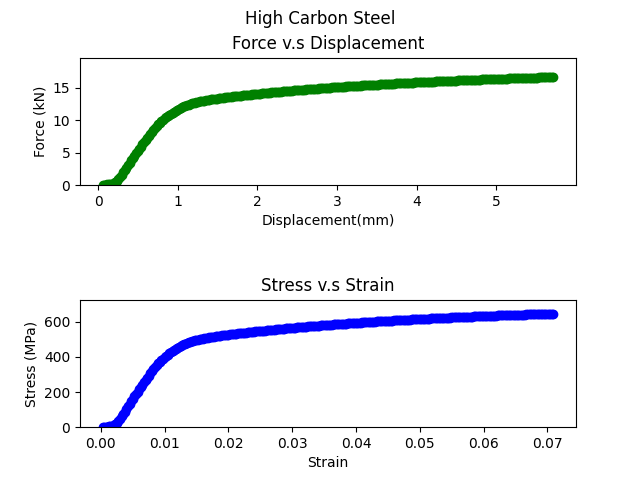 High Carbon Steel
Force v.s Displacement
Force (kN)
15
10
5
0
0 1 2 3 4 5
Displacement(mm)
Stress v.s Strain
Stress (MPa)
600
400
200
0
0.00 0.01 0.02 0.03 0.04 0.05 0.06 0.07
Strain